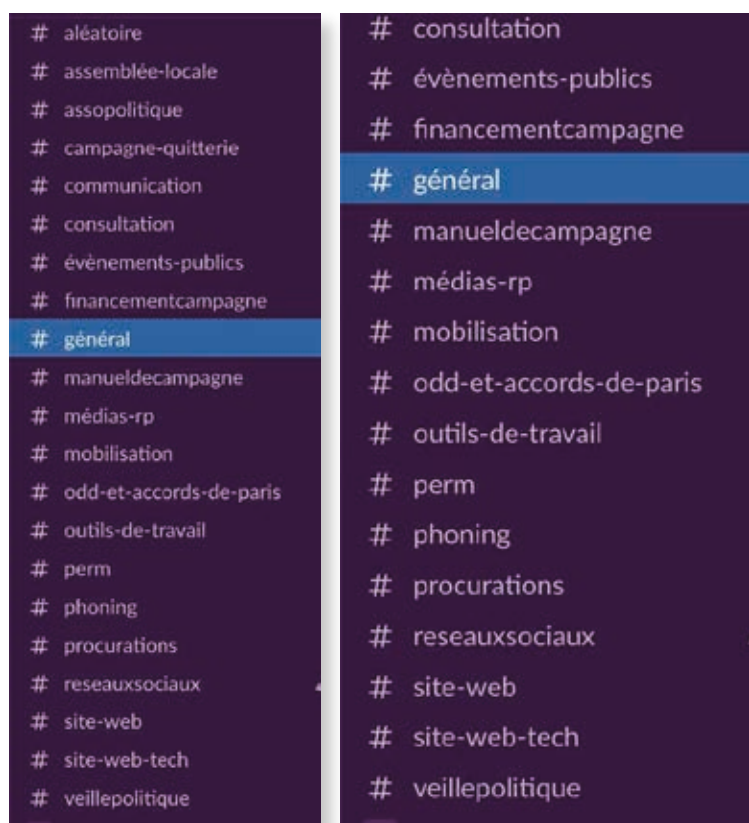 # aléatoire
# assemblée-locale
# assopolitique
# campagne-quitterie
# communication
# consultation
# évènements-publics
# financementcampagne
# général
# manueldecampagne
# médias-rp
# mobilisation
# odd-et-accords-de-paris
# outils-de-travail
# perm
# phoning
# procurations
# reseauxsociaux
# site-web
# site-web-tech
# veillepolitique
# consultation
# évènements-publics
# financementcampagne
# général
# manueldecampagne
# médias-rp
# mobilisation
# odd-et-accords-de-paris
# outils-de-travail
# perm
# phoning
# procurations
# reseauxsociaux
# site-web
# site-web-tech
# veillepolitique